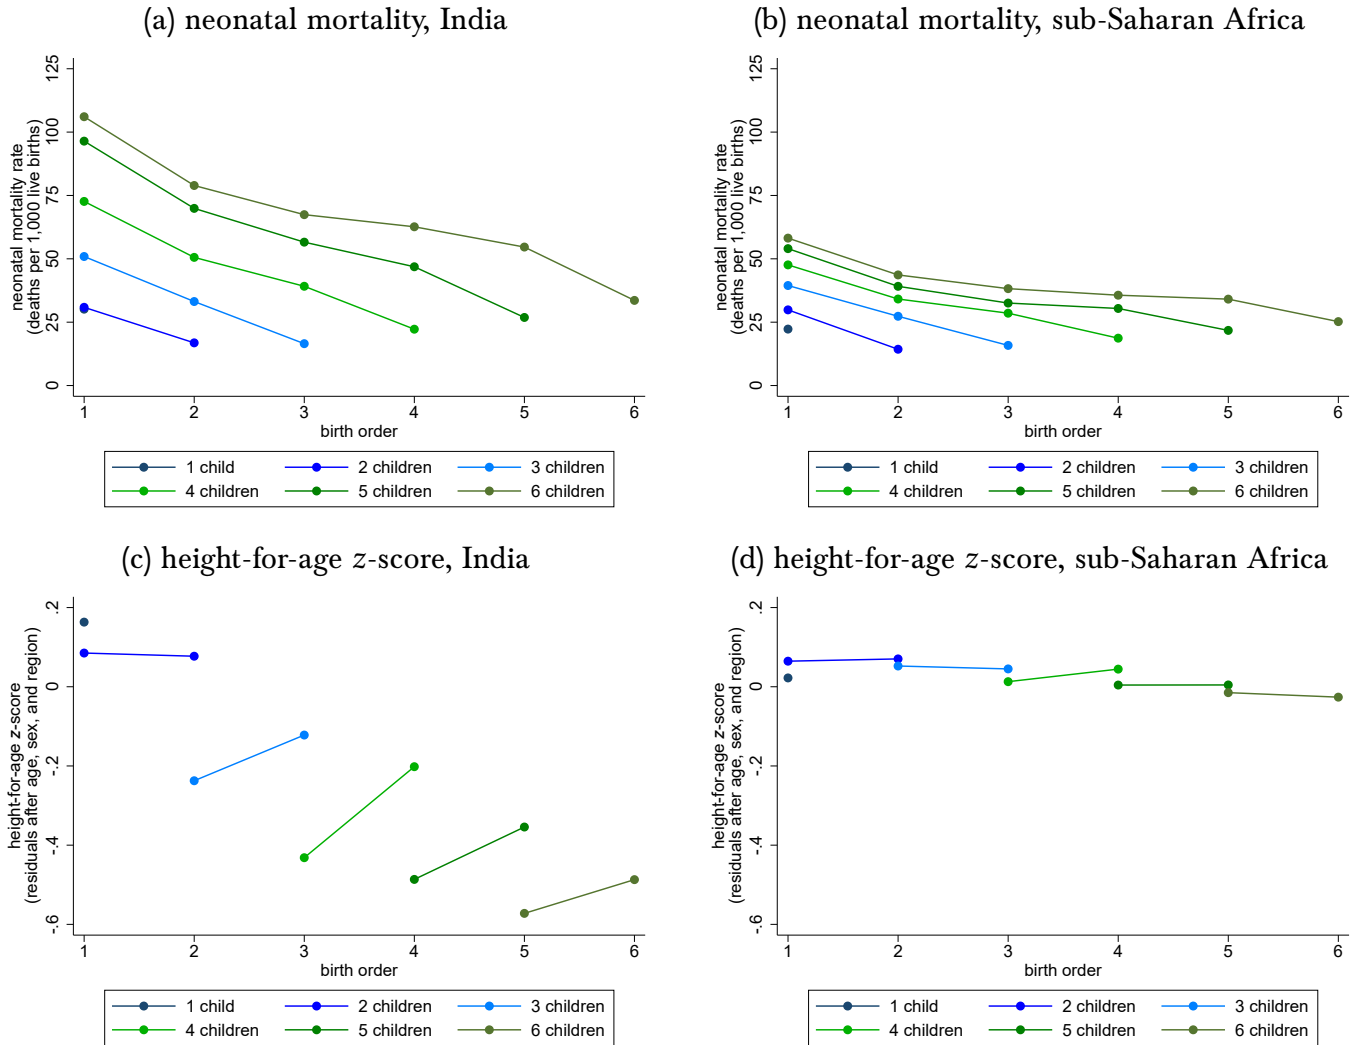 (a) neonatal mortality, India
neonatal mortality rate
(deaths per 1,000 live births)
125
100
75
50
25
0
1 2 3 4 5 6
birth order
1 child 2 children 3 children
4 children 5 children 6 children
(b) neonatal mortality, sub-Saharan Africa
neonatal mortality rate
(deaths per 1,000 live births)
125
100
75
50
25
0
1 2 3 4 5 6
birth order
1 child 2 children 3 children
4 children 5 children 6 children
(c) height-for-age z-score, India
height-for-age z-score
(residuals after age, sex, and region)
.2
0
-.2
-.4
-.6
1 2 3 4 5 6
birth order
1 child 2 children 3 children
4 children 5 children 6 children
(d) height-for-age z-score, sub-Saharan Africa
height-for-age z-score
(residuals after age, sex, and region)
.2
0
-.2
-.4
-.6
1 2 3 4 5 6
birth order
1 child 2 children 3 children
4 children 5 children 6 children